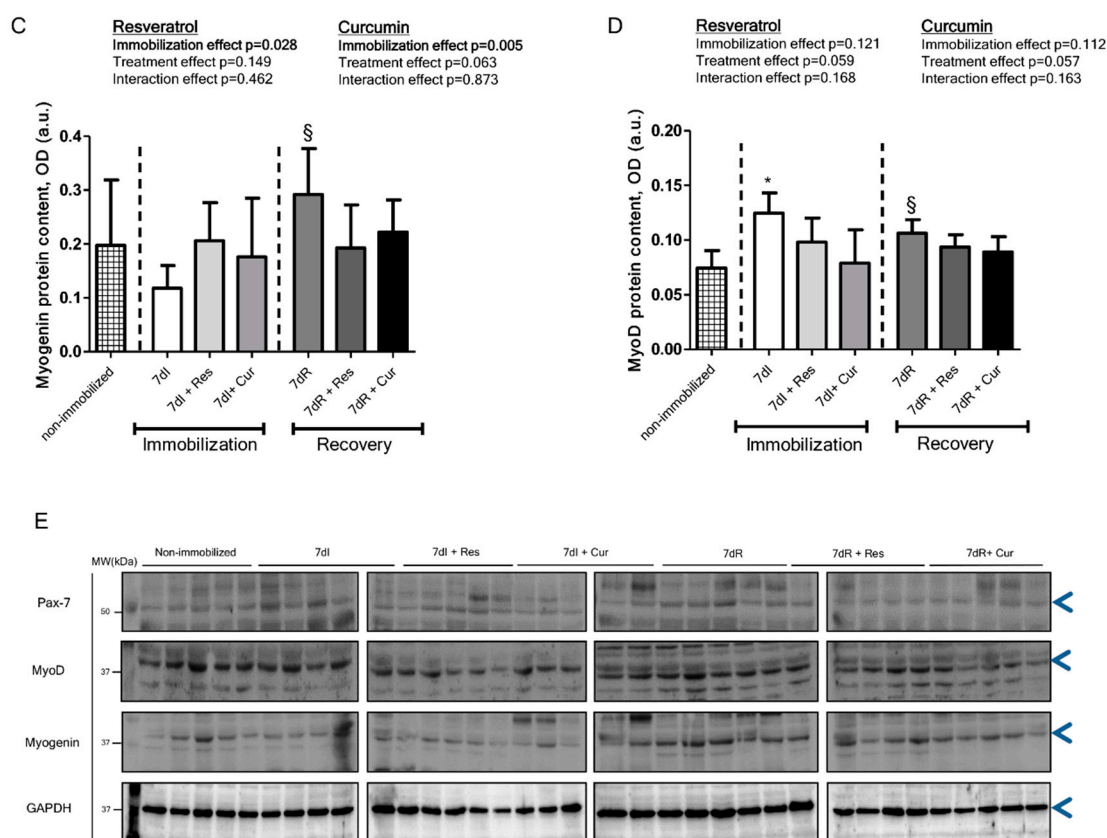 C
Resveratrol
Immobilization effect p=0.028
Treatment effect p=0.149
Interaction effect p=0.462
Curcumin
Immobilization effect p=0.005
Treatment effect p=0.063
Interaction effect p=0.873
Myogenin protein content, OD (a.u.)
0.4
0.3
0.2
0.1
0.0
§
non-immobilized
7dI
7dI + Res
7dI+ Cur
7dR
7dR + Res
7dR + Cur
Immobilization
Recovery
D
Resveratrol
Immobilization effect p=0.121
Treatment effect p=0.059
Interaction effect p=0.168
Curcumin
Immobilization effect p=0.112
Treatment effect p=0.057
Interaction effect p=0.163
MyoD protein content, OD (a.u.)
0.20
0.15
0.10
0.05
0.00
*
§
non-immobilized
7dI
7dI + Res
7dI+ Cur
7dR
7dR + Res
7dR + Cur
Immobilization
Recovery
E
MW(kDa)
Non-immobilized
7dI
7dI + Res
7dI + Cur
7dR
7dR + Res
7dR+ Cur
Pax-7
50
MyoD
37
Myogenin
37
GAPDH
37